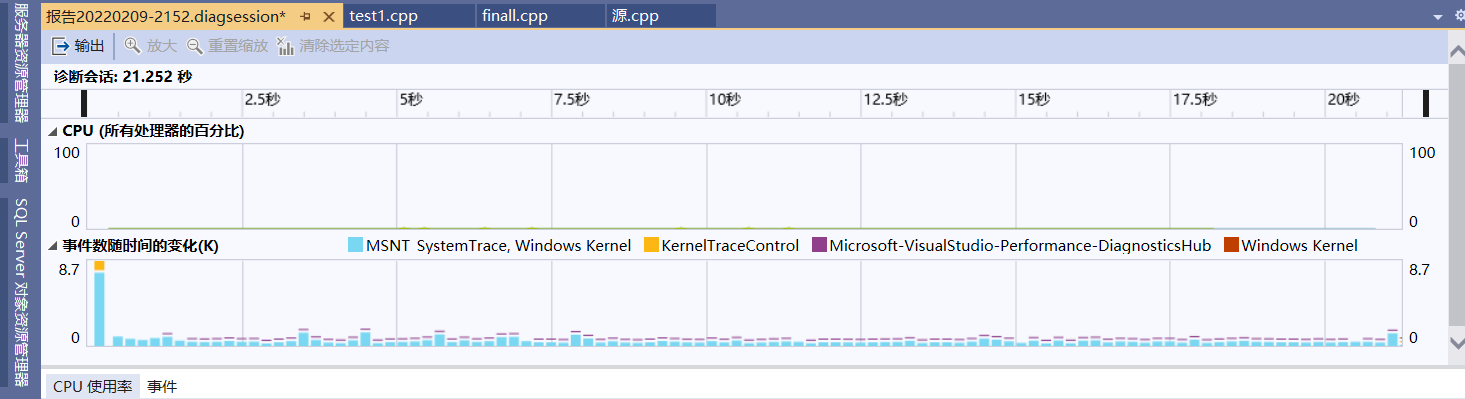 服务器资源管理器
工具箱
SQL Server 对象资源管理器
报告20220209-2152.diagsession*
test1.cpp
finall.cpp
源.cpp
输出
放大
重置缩放
清除选定内容
诊断会话: 21.252 秒
2.5秒 5秒 7.5秒 10秒 12.5秒 15秒 17.5秒 20秒
CPU (所有处理器的百分比)
100 100
0 0
事件数随时间的变化(K) MSNT SystemTrace, Windows Kernel KernelTraceControl Microsoft-VisualStudio-Performance-DiagnosticsHub Windows Kernel
8.7 8.7
0 0
CPU 使用率 事件